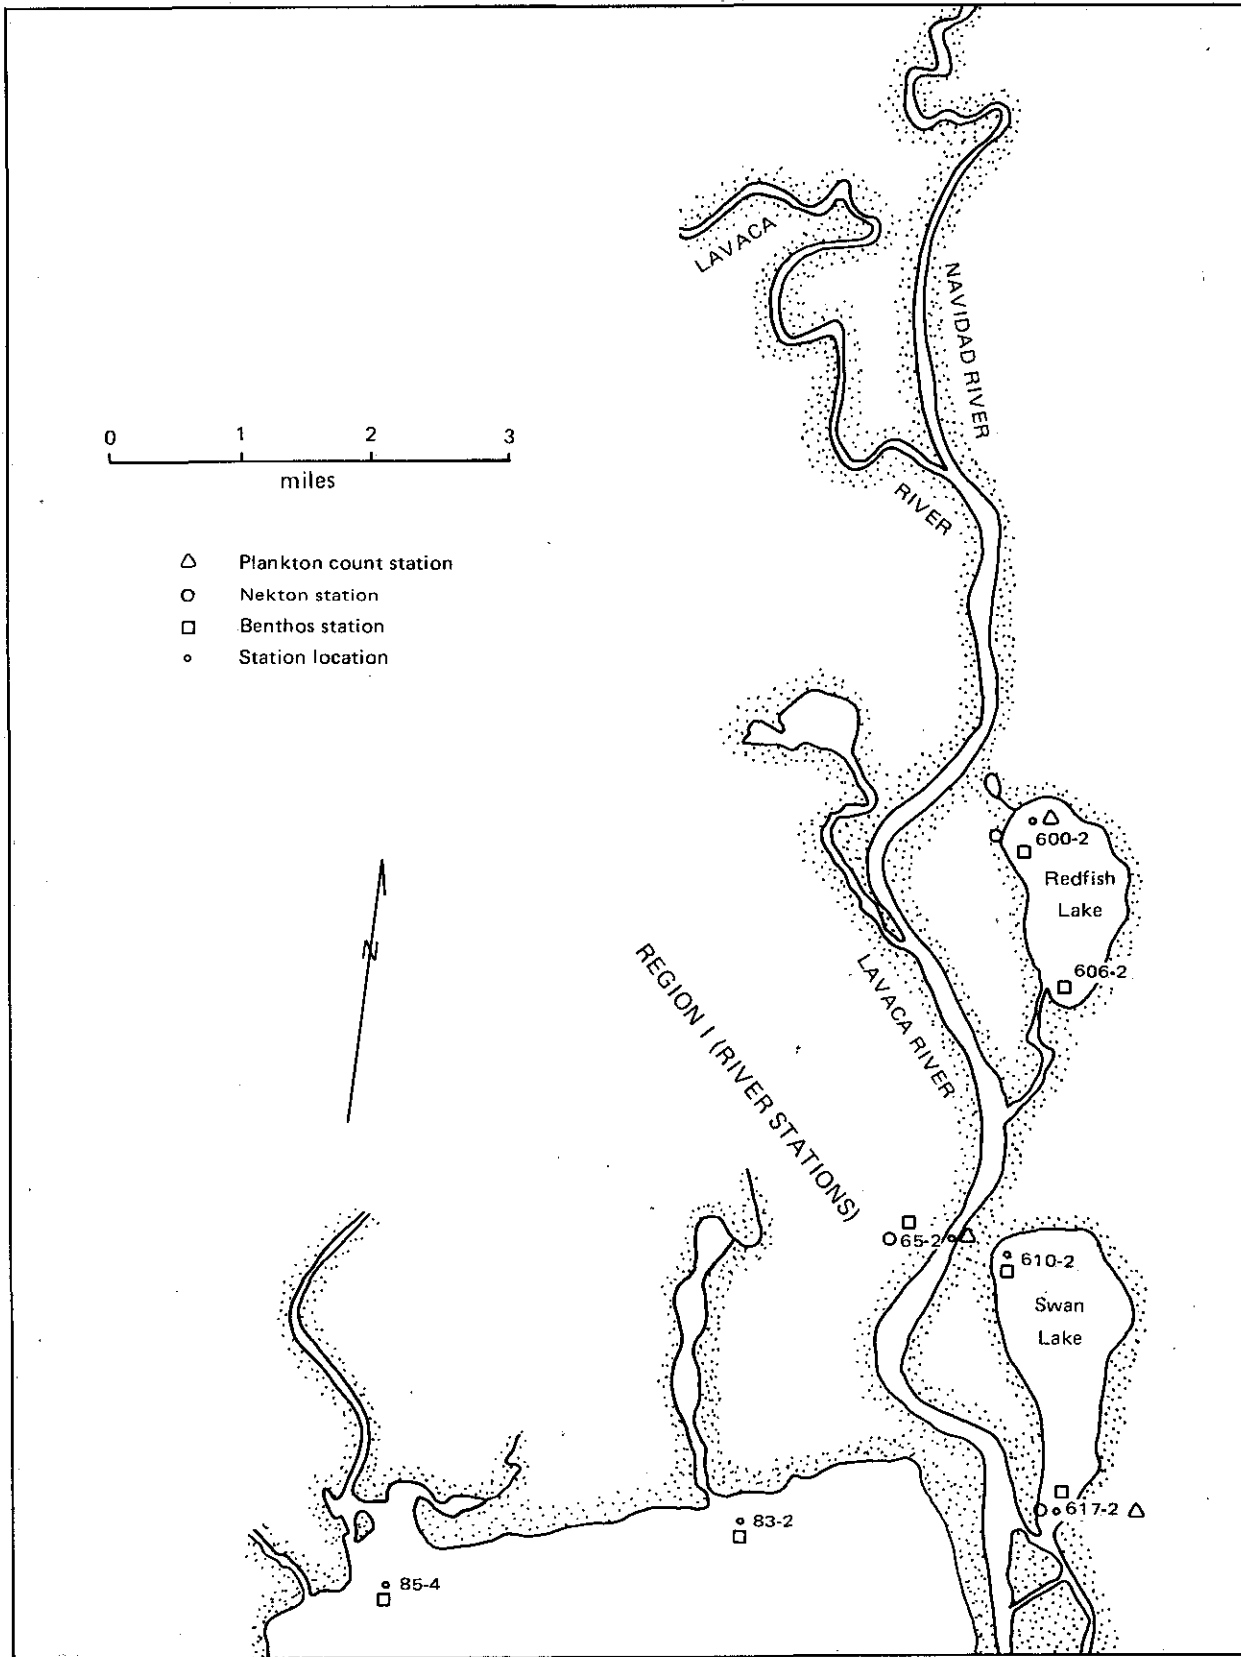 LAVACA
NAVIDAD RIVER
0 1 2 3
miles
RIVER
Plankton count station
Nekton station
Benthos station
Station location
600-2
Redfish
Lake
N
REGION I (RIVER STATIONS)
LAVACA RIVER
606-2
65-2
610-2
Swan
Lake
617-2
83-2
85-4